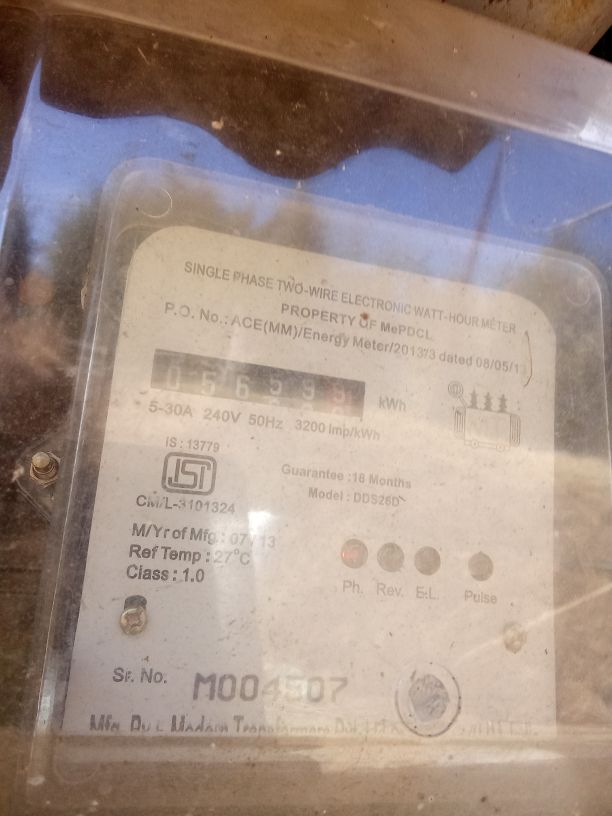 SINGLE PHASE TWO-WIRE ELECTRONIC WATT-HOUR METER
PROPERTY OF MePDCL
P.O. No.: ACE(MM)/Energy Meter/2013/3 dated 08/05/13
kWh
5-30A 240V 50Hz 3200 imp/kWh
IS : 13779
ISI
CM/L-3101324
Guarantee :18 Months
Model : DDS26D
M/Yr of Mfg : 07/13
Ref Temp : 27°C
Class : 1.0
Ph. Rev. E.L. Pulse
Sr. No. M004507